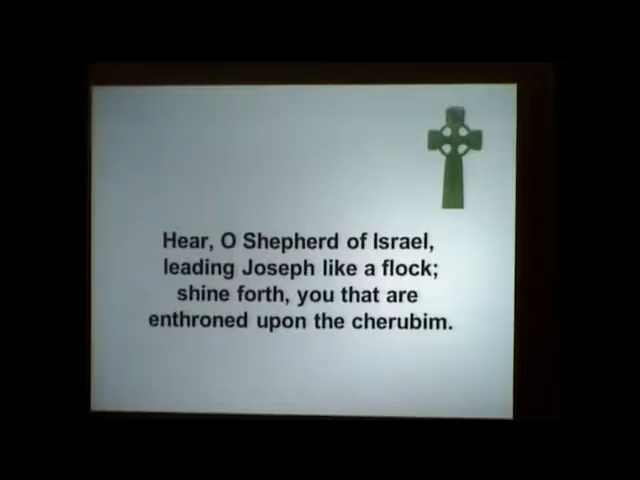 Hear, O Shepherd of Israel,
leading Joseph like a flock;
shine forth, you that are
enthroned upon the cherubim.